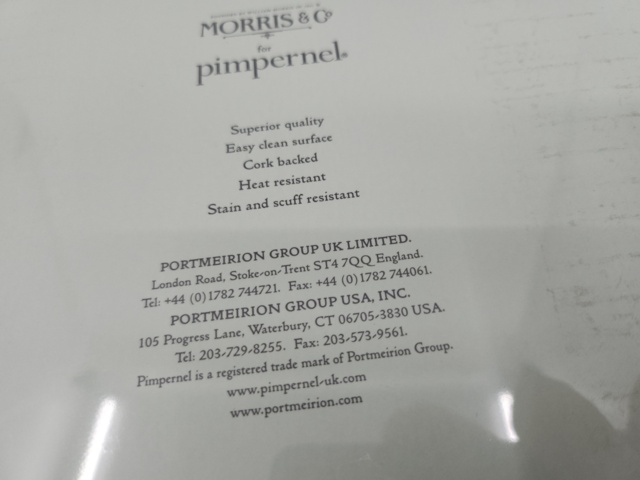 MORRIS & Co
for
pimpernel®
Superior quality
Easy clean surface
Cork backed
Heat resistant
Stain and scuff resistant
PORTMEIRION GROUP UK LIMITED.
London Road, Stoke-on-Trent ST4 7QQ England.
Tel: +44 (0)1782 744721. Fax: +44 (0)1782 744061.
PORTMEIRION GROUP USA, INC.
105 Progress Lane, Waterbury, CT 06705-3830 USA.
Tel: 203-729-8255. Fax: 203-573-9561.
Pimpernel is a registered trade mark of Portmeirion Group.
www.pimpernel-uk.com
www.portmeirion.com